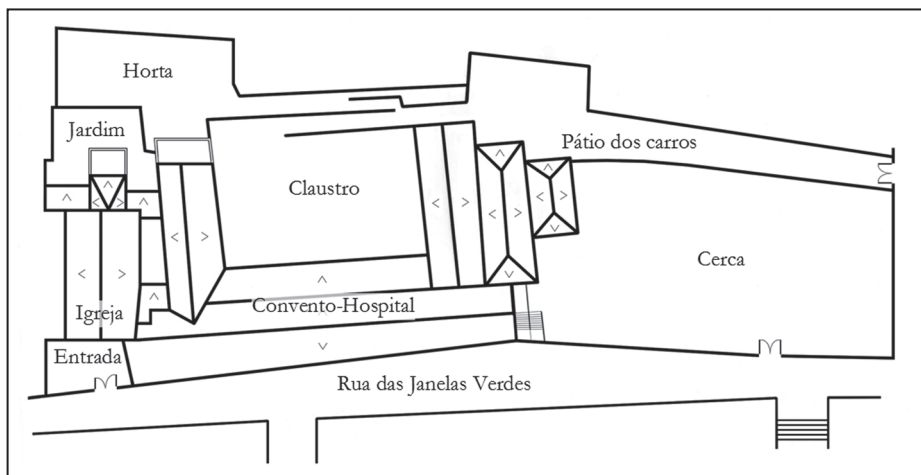 Horta
Jardim
Pátio dos carros
Claustro
Cerca
Convento-Hospital
Igreja
Entrada
Rua das Janelas Verdes